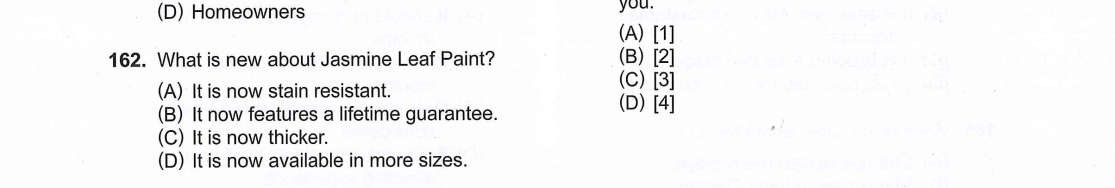 (D) Homeowners
162. What is new about Jasmine Leaf Paint?
(A) It is now stain resistant.
(B) It now features a lifetime guarantee.
(C) It is now thicker.
(D) It is now available in more sizes.
you.
(A) [1]
(B) [2]
(C) [3]
(D) [4]